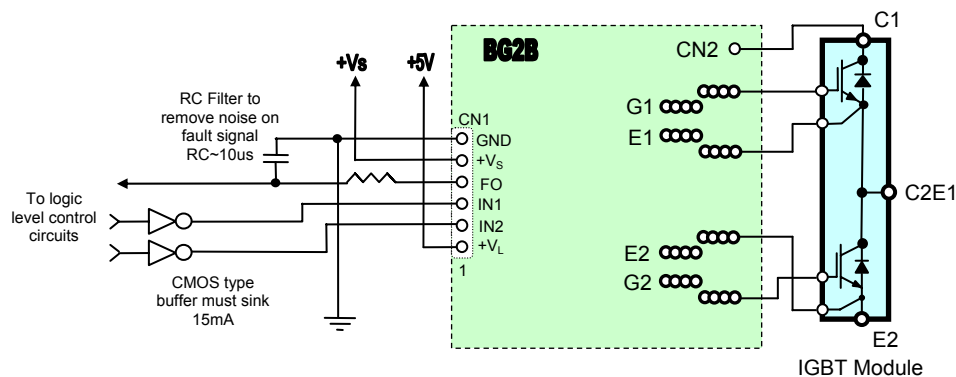 C1
BG2B
CN2
+Vs
+5V
RC Filter to
remove noise on
fault signal
RC~10us
G1
CN1
E1
GND
+VS
FO
To logic
level control
circuits
IN1
C2E1
IN2
+VL
E2
1
G2
CMOS type
buffer must sink
15mA
E2
IGBT Module